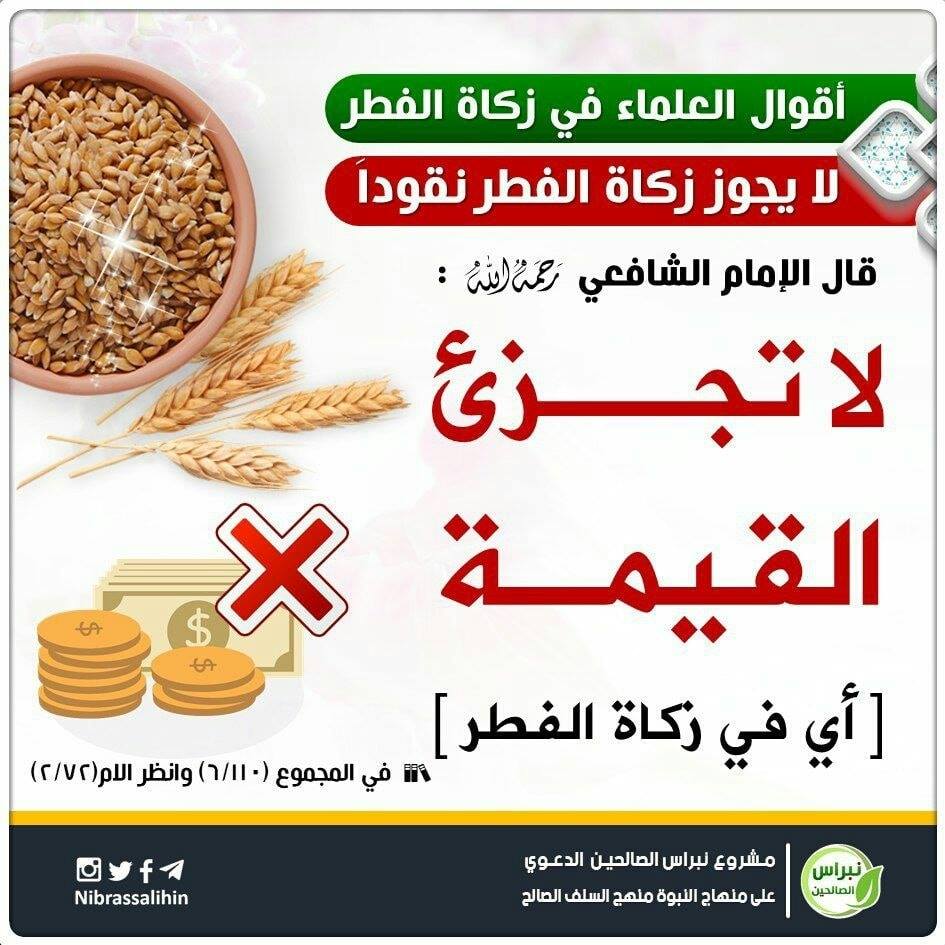 أقوال العلماء في زكاة الفطر
لا يجوز زكاة الفطر نقوداَ
قال الإمام الشافعي رَحِمَهُ اللهُ :
لا تجـــزئ
القيمـــة
[ أي في زكاة الفطر ]
في المجموع (٦/١١٠) وانظر الام(٢/٧٢)
نبراس
الصالحين
مشروع نبراس الصالحين الدعوي
على منهاج النبوة منهج السلف الصالح
Nibrassalihin